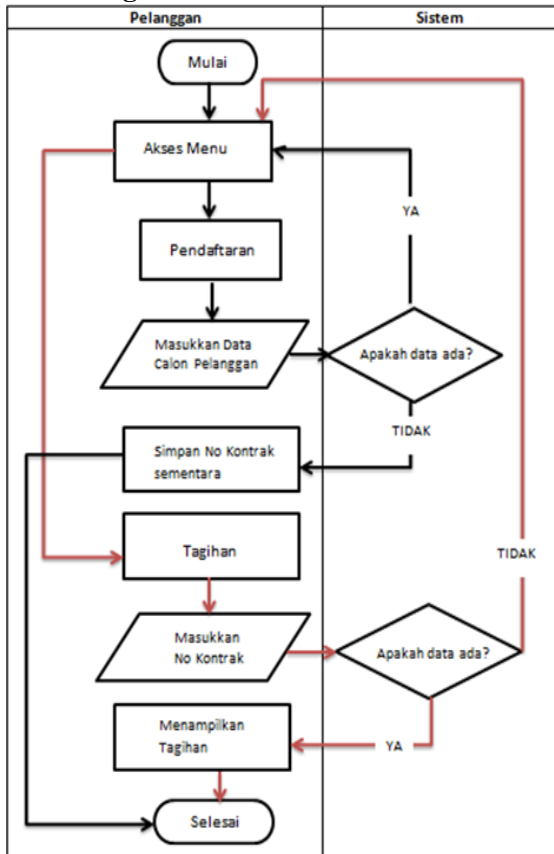 Pelanggan
Sistem
Mulai
Akses Menu
YA
Pendaftaran
Masukkan Data
Calon Pelanggan
Apakah data ada?
TIDAK
Simpan No Kontrak
sementara
Tagihan
TIDAK
Masukkan
No Kontrak
Apakah data ada?
Menampilkan
Tagihan
YA
Selesai